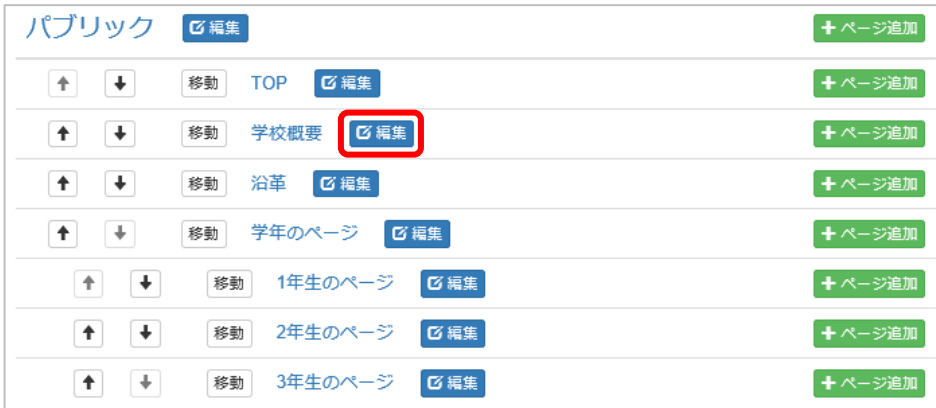 パブリック 編集 ページ追加
移動 TOP 編集 ページ追加
移動 学校概要 編集 ページ追加
移動 沿革 編集 ページ追加
移動 学年のページ 編集 ページ追加
移動 1年生のページ 編集 ページ追加
移動 2年生のページ 編集 ページ追加
移動 3年生のページ 編集 ページ追加